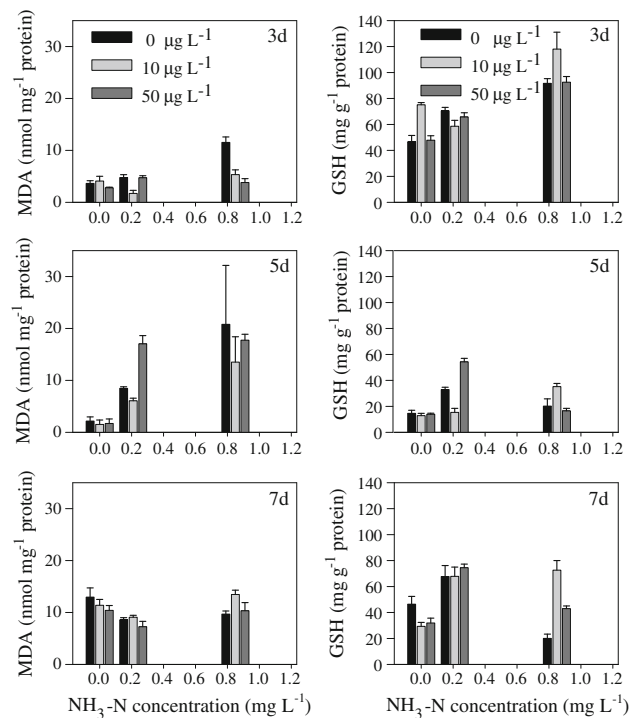 MDA (nmol mg⁻¹ protein)
30
20
10
0
0 µg L⁻¹
10 µg L⁻¹
50 µg L⁻¹
3d
0.0 0.2 0.4 0.6 0.8 1.0 1.2
GSH (mg g⁻¹ protein)
140
120
100
80
60
40
20
0
0 µg L⁻¹
10 µg L⁻¹
50 µg L⁻¹
3d
0.0 0.2 0.4 0.6 0.8 1.0 1.2
MDA (nmol mg⁻¹ protein)
30
20
10
0
5d
0.0 0.2 0.4 0.6 0.8 1.0 1.2
GSH (mg g⁻¹ protein)
140
120
100
80
60
40
20
0
5d
0.0 0.2 0.4 0.6 0.8 1.0 1.2
MDA (nmol mg⁻¹ protein)
30
20
10
0
7d
0.0 0.2 0.4 0.6 0.8 1.0 1.2
NH₃-N concentration (mg L⁻¹)
GSH (mg g⁻¹ protein)
140
120
100
80
60
40
20
0
7d
0.0 0.2 0.4 0.6 0.8 1.0 1.2
NH₃-N concentration (mg L⁻¹)